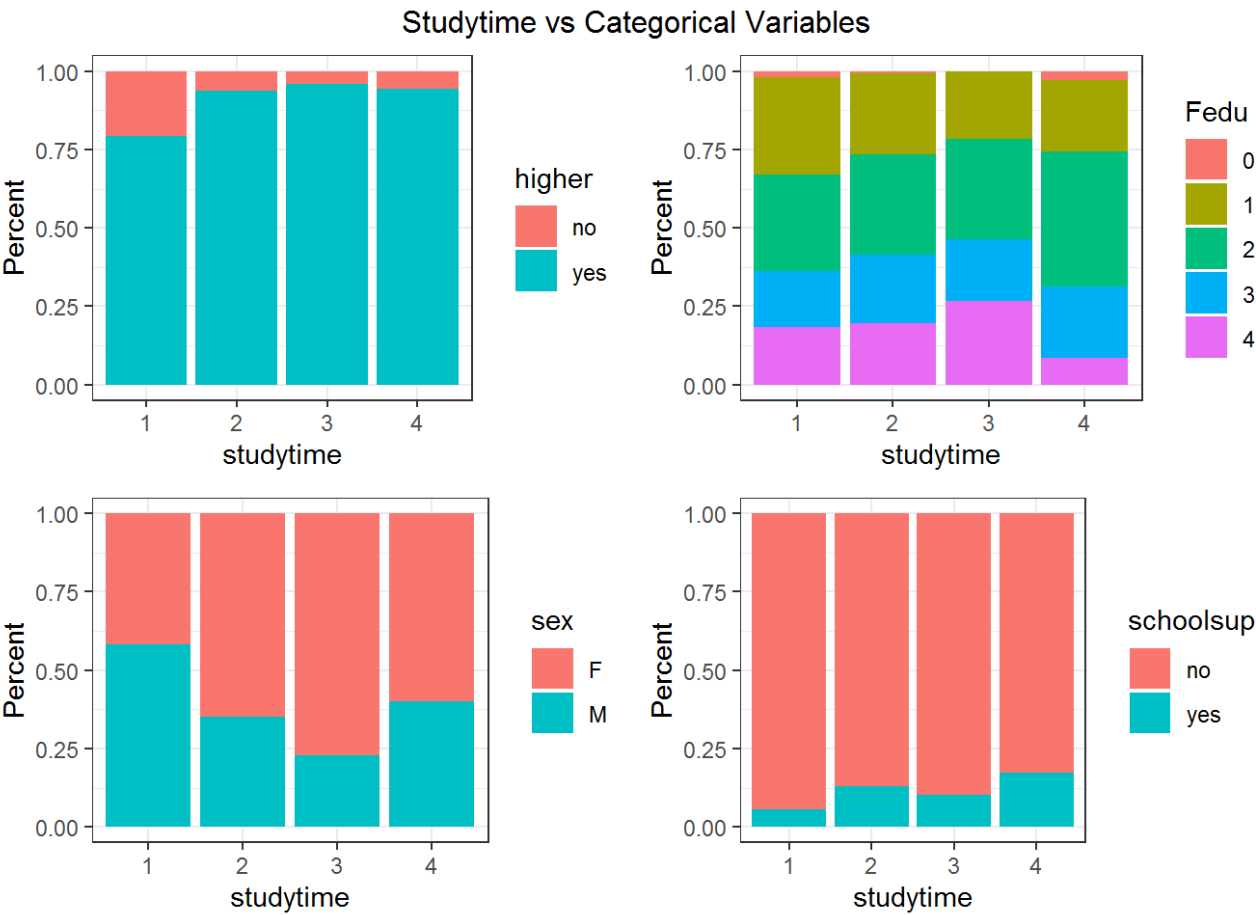 Studytime vs Categorical Variables
1.00
0.75
0.50
0.25
0.00
Percent
1 2 3 4
studytime
higher
no
yes
1.00
0.75
0.50
0.25
0.00
Percent
1 2 3 4
studytime
Fedu
0
1
2
3
4
1.00
0.75
0.50
0.25
0.00
Percent
1 2 3 4
studytime
sex
F
M
1.00
0.75
0.50
0.25
0.00
Percent
1 2 3 4
studytime
schoolsup
no
yes